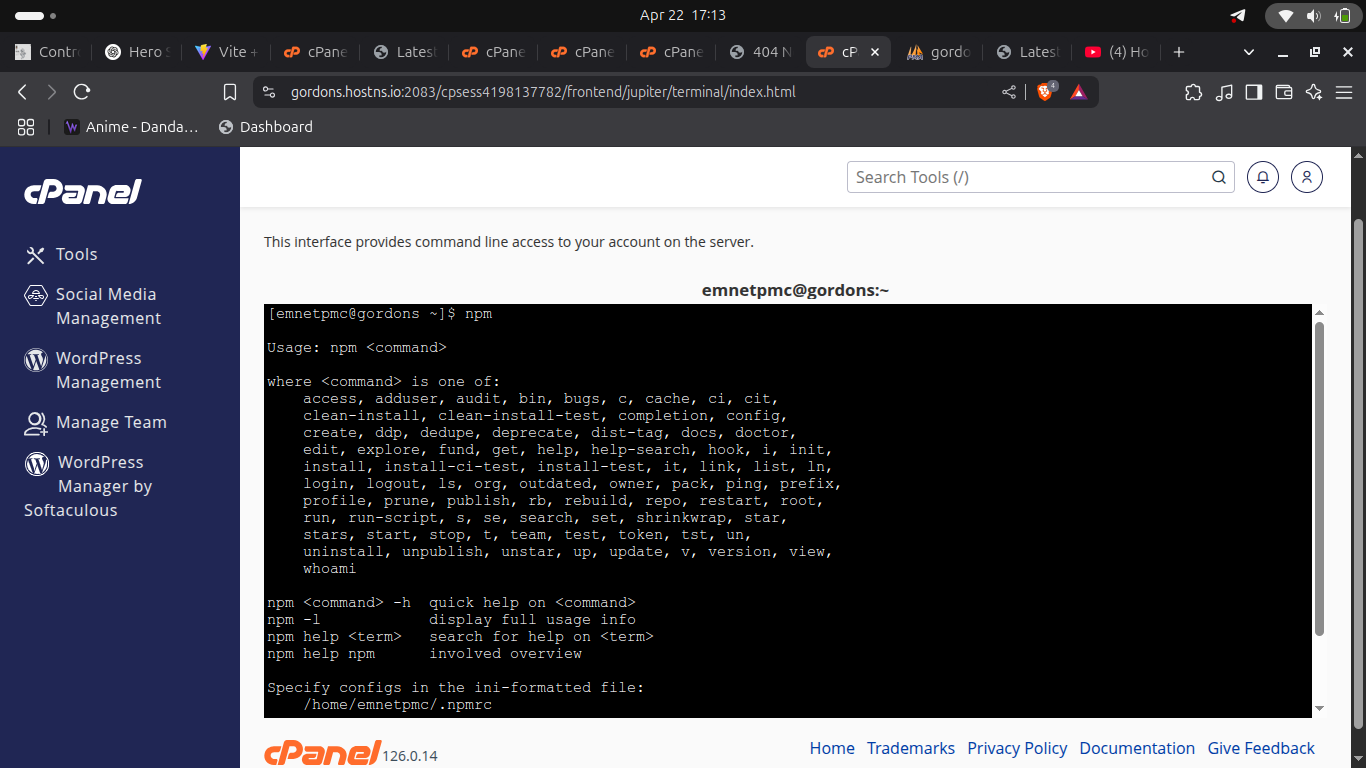 Apr 22 17:13
Contro
Hero S
Vite +
cPane
Latest
cPane
cPane
cPane
404 N
cP
gordo
Latest
(4) Ho
gordons.hostns.io:2083/cpsess4198137782/frontend/jupiter/terminal/index.html
4
Anime - Danda...
Dashboard
cPanel
Search Tools (/)
Tools
Social Media
Management
WordPress
Management
Manage Team
WordPress
Manager by
Softaculous
This interface provides command line access to your account on the server.
emnetpmc@gordons:~
[emnetpmc@gordons ~]$ npm
Usage: npm <command>
where <command> is one of:
access, adduser, audit, bin, bugs, c, cache, ci, cit,
clean-install, clean-install-test, completion, config,
create, ddp, dedupe, deprecate, dist-tag, docs, doctor,
edit, explore, fund, get, help, help-search, hook, i, init,
install, install-ci-test, install-test, it, link, list, ln,
login, logout, ls, org, outdated, owner, pack, ping, prefix,
profile, prune, publish, rb, rebuild, repo, restart, root,
run, run-script, s, se, search, set, shrinkwrap, star,
stars, start, stop, t, team, test, token, tst, un,
uninstall, unpublish, unstar, up, update, v, version, view,
whoami
npm <command> -h quick help on <command>
npm -l display full usage info
npm help <term> search for help on <term>
npm help npm involved overview
Specify configs in the ini-formatted file:
/home/emnetpmc/.npmrc
cPanel 126.0.14
Home Trademarks Privacy Policy Documentation Give Feedback